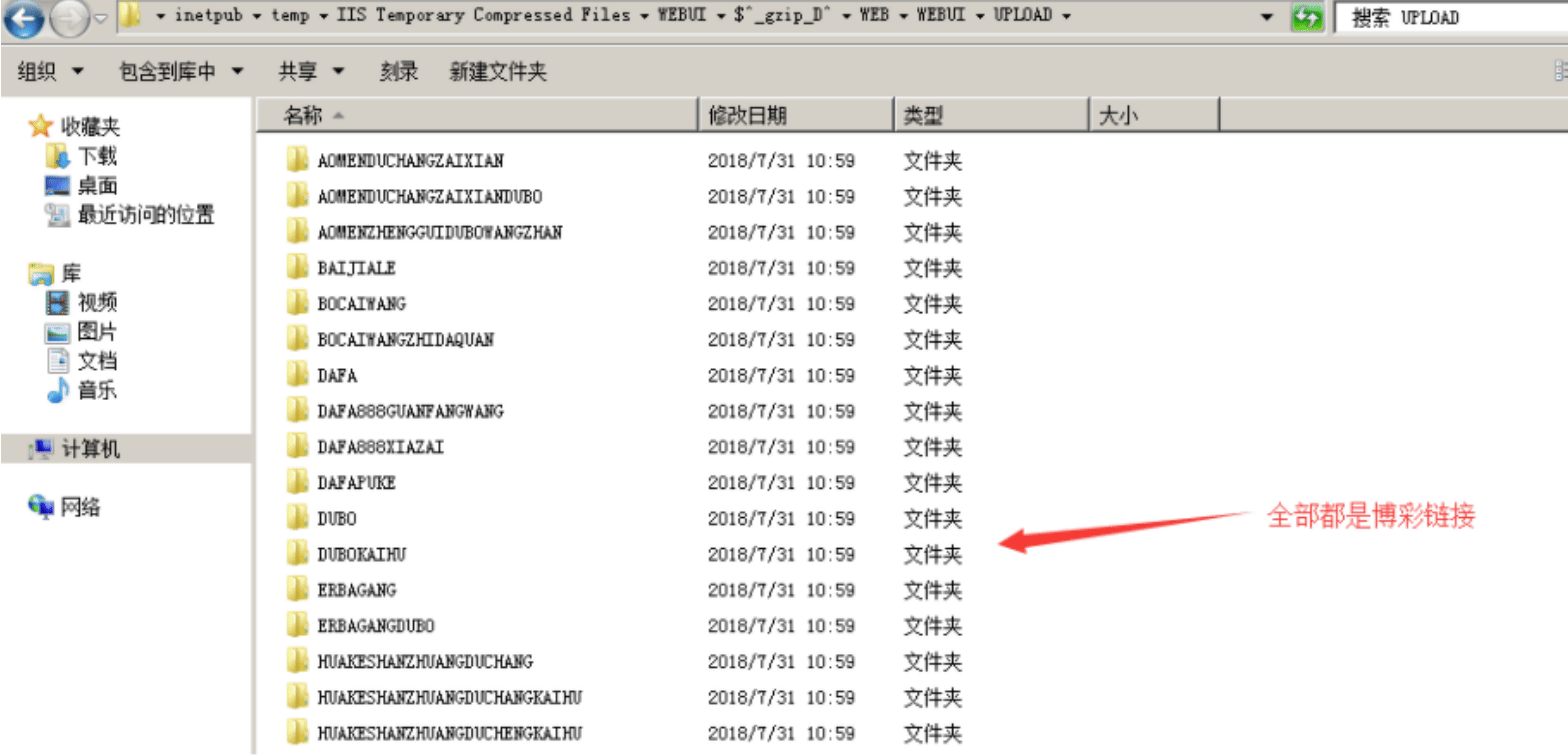 inetpub temp IIS Temporary Compressed Files WEBUI $^_gzip_D^ WEB WEBUI UPLOAD 搜索 UPLOAD
组织 包含到库中 共享 刻录 新建文件夹
名称 修改日期 类型 大小
收藏夹
下载
桌面
最近访问的位置
库
视频
图片
文档
音乐
计算机
网络
AOMENDUCHANGZAIXIAN 2018/7/31 10:59 文件夹
AOMENDUCHANGZAIXIANDUBO 2018/7/31 10:59 文件夹
AOMENZHENGGUIDUBOWANGZHAN 2018/7/31 10:59 文件夹
BAIJIALE 2018/7/31 10:59 文件夹
BOCAIWANG 2018/7/31 10:59 文件夹
BOCAIWANGZHIDAQUAN 2018/7/31 10:59 文件夹
DAFA 2018/7/31 10:59 文件夹
DAFA888GUANFANGWANG 2018/7/31 10:59 文件夹
DAFA888XIAZAI 2018/7/31 10:59 文件夹
DAFAPUKE 2018/7/31 10:59 文件夹
DUBO 2018/7/31 10:59 文件夹
全部都是博彩链接
DUBOKAIHU 2018/7/31 10:59 文件夹
ERBAGANG 2018/7/31 10:59 文件夹
ERBAGANGDUBO 2018/7/31 10:59 文件夹
HUAKESHANZHUANGDUCHANG 2018/7/31 10:59 文件夹
HUAKESHANZHUANGDUCHANGKAIHU 2018/7/31 10:59 文件夹
HUAKESHANZHUANGDUCHENGKAIHU 2018/7/31 10:59 文件夹